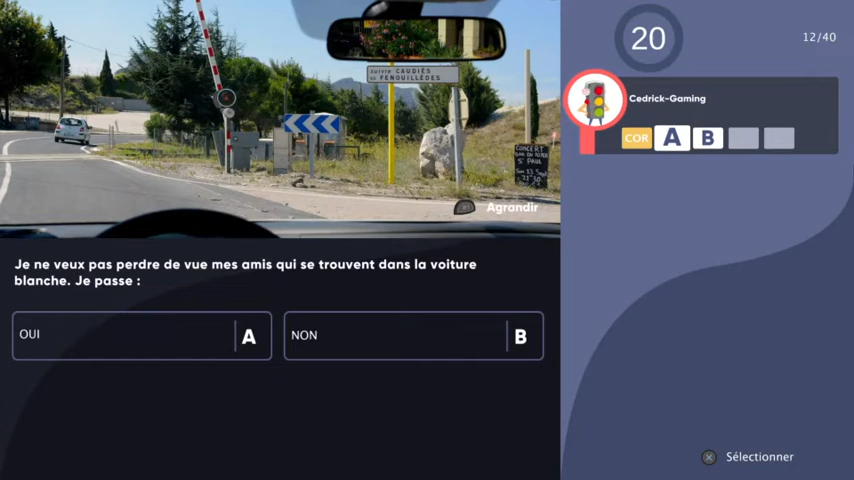 SUIVRE CAUDIÈS
DE FENOUILLÈDES
CONCERT
ST PAUL
Agrandir
Je ne veux pas perdre de vue mes amis qui se trouvent dans la voiture
blanche. Je passe :
OUI
A
NON
B
20
12/40
Cedrick-Gaming
COR
A
B
Sélectionner